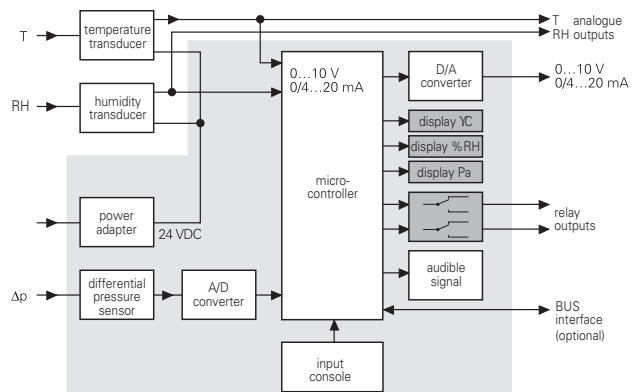 T
temperature
transducer
T analogue
RH outputs
RH
humidity
transducer
0...10 V
0/4...20 mA
D/A
converter
0...10 V
0/4...20 mA
display ϒC
display %RH
display Pa
micro-
controller
power
adapter
24 VDC
relay
outputs
Δp
differential
pressure
sensor
A/D
converter
audible
signal
BUS
interface
(optional)
input
console